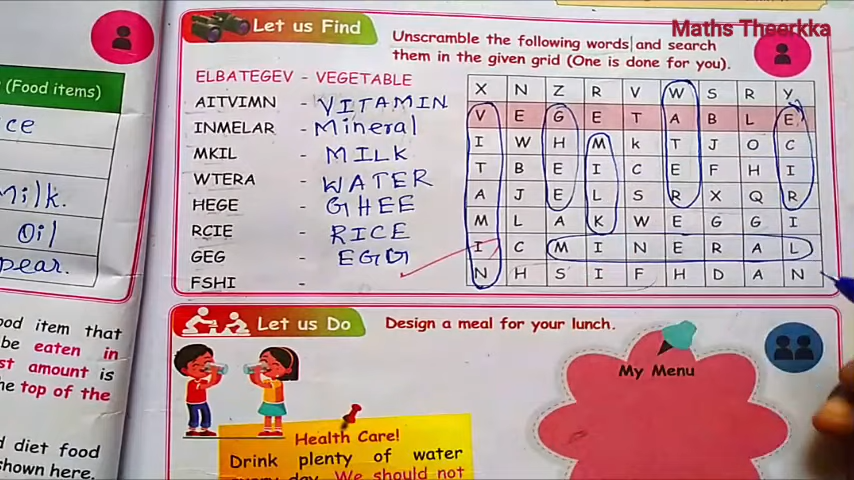 Maths Theerkka
Let us Find
Unscramble the following words and search
them in the given grid (One is done for you).
(Food items)
ce
Milk.
Oil
pear.
ELBATEGEV - VEGETABLE
AITVIMN - VITAMIN
INMELAR - Mineral
MKIL - MILK
WTERA - WATER
HEGE - GHEE
RCIE - RICE
GEG - EGG
FSHI -
X N Z R V W S R Y
V E G E T A B L E
I W H M K T J O C
T B E I C E F H I
A J E L S R X Q R
M L A K W E G G I
I C M I N E R A L
N H S I F H D A N
ood item that
be eaten in
st amount is
top of the
diet often
shown here.
Let us Do
Design a meal for your lunch.
My Menu
Health Care!
Drink plenty of water
every day. We should not